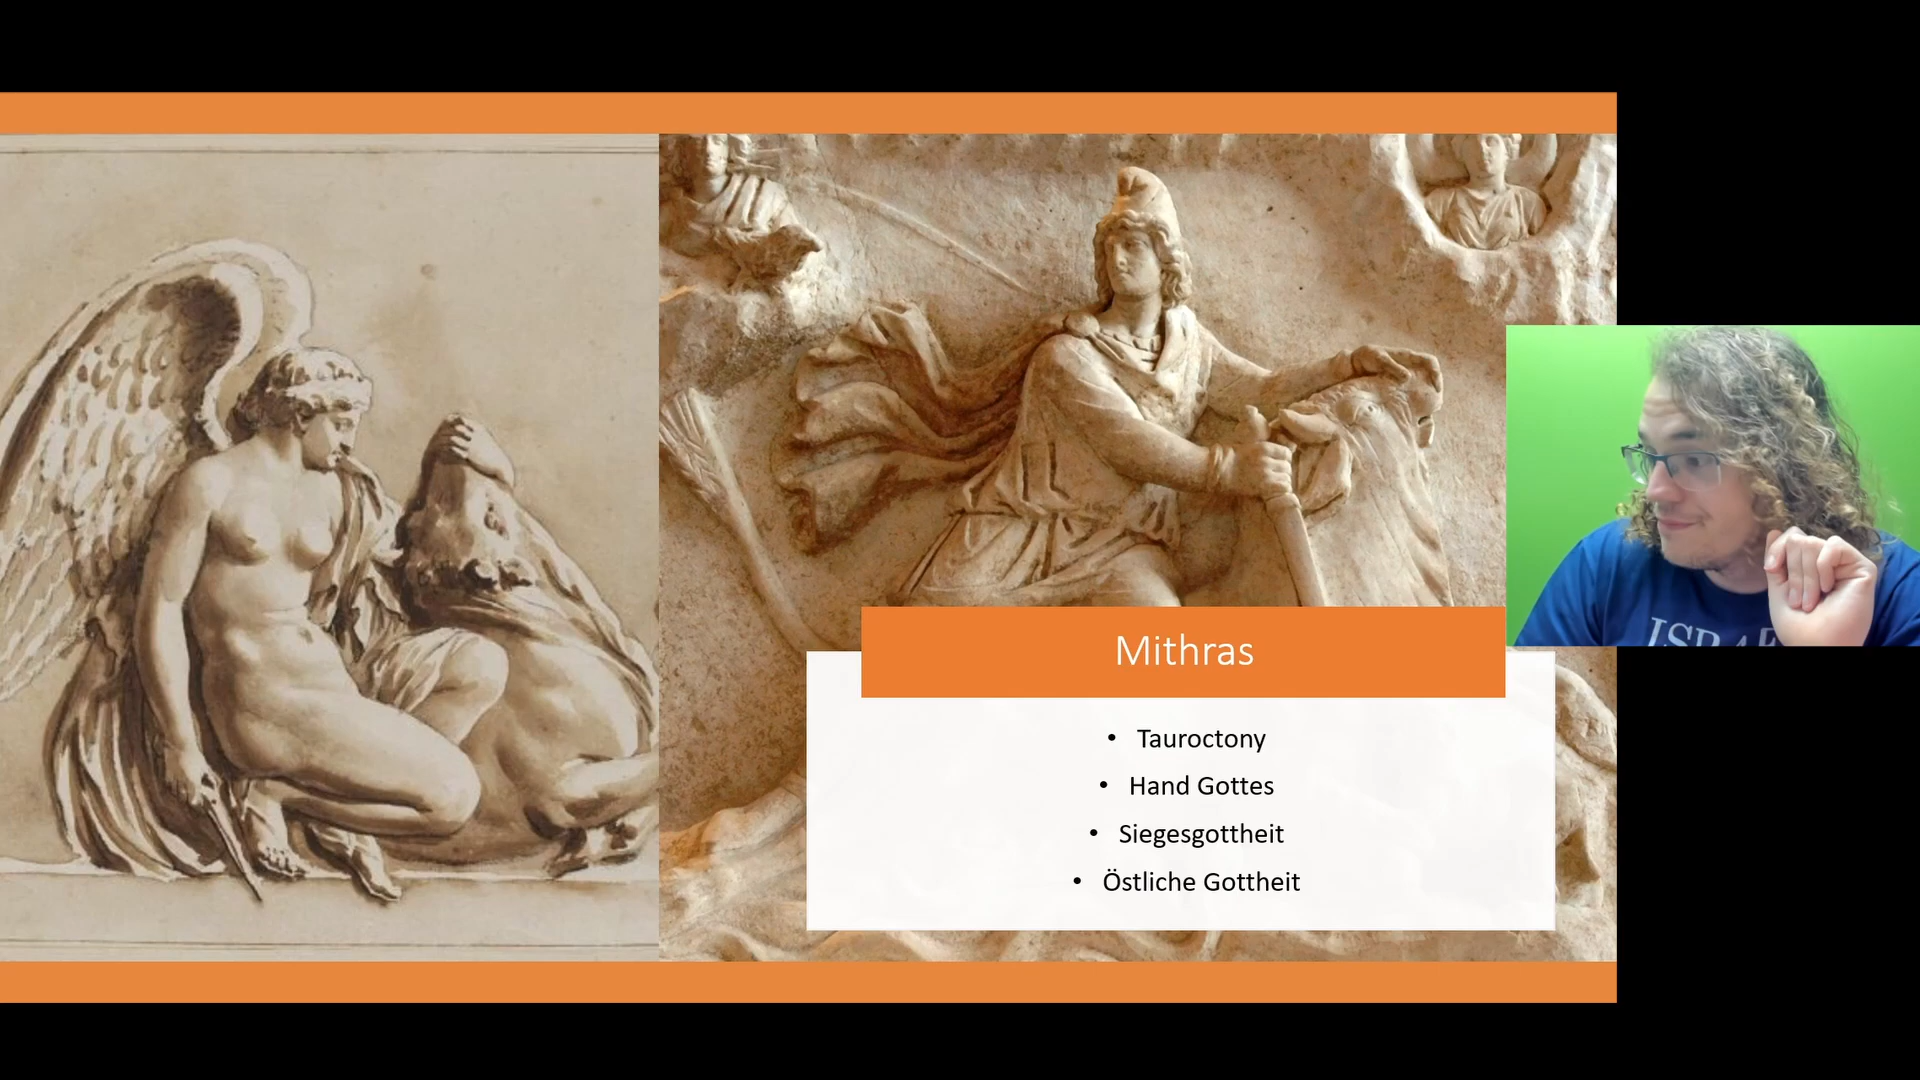 Mithras
• Tauroctony
• Hand Gottes
• Siegesgottheit
• Östliche Gottheit